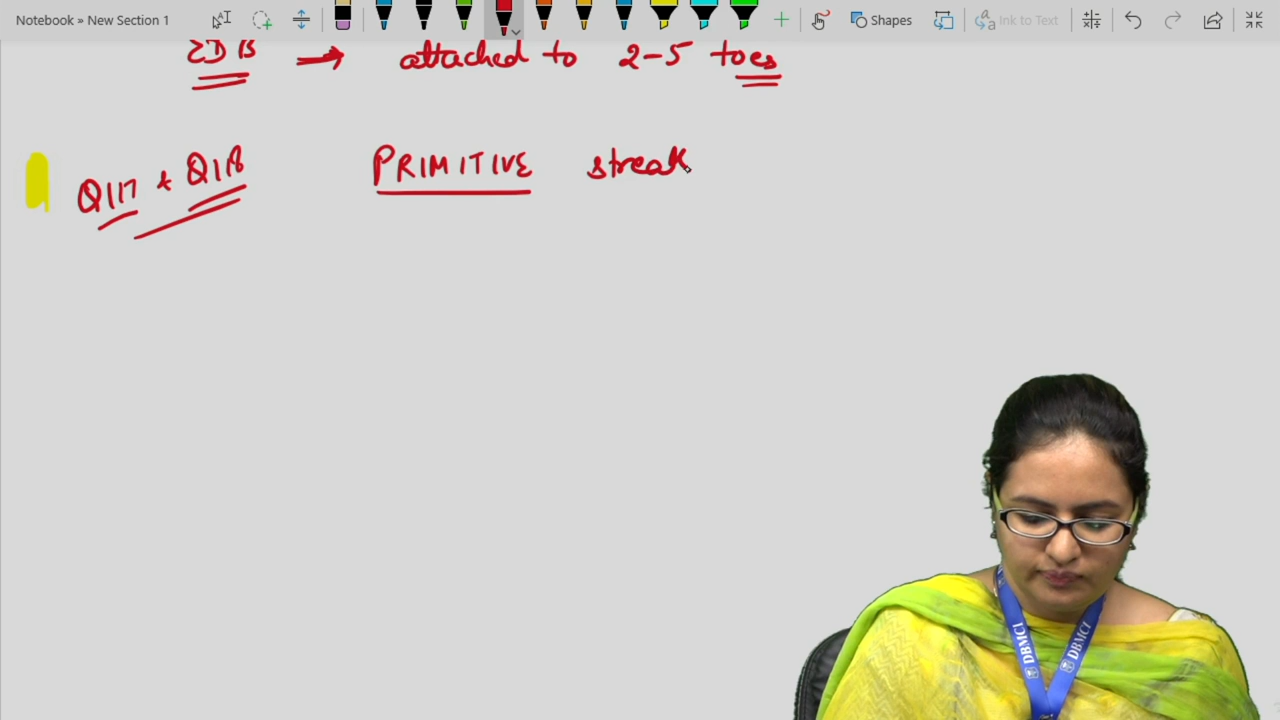 Notebook » New Section 1
Shapes
Ink to Text
EDB → attached to 2-5 toes
Q117 & Q118 PRIMITIVE streak
DBMCI
DBMCI